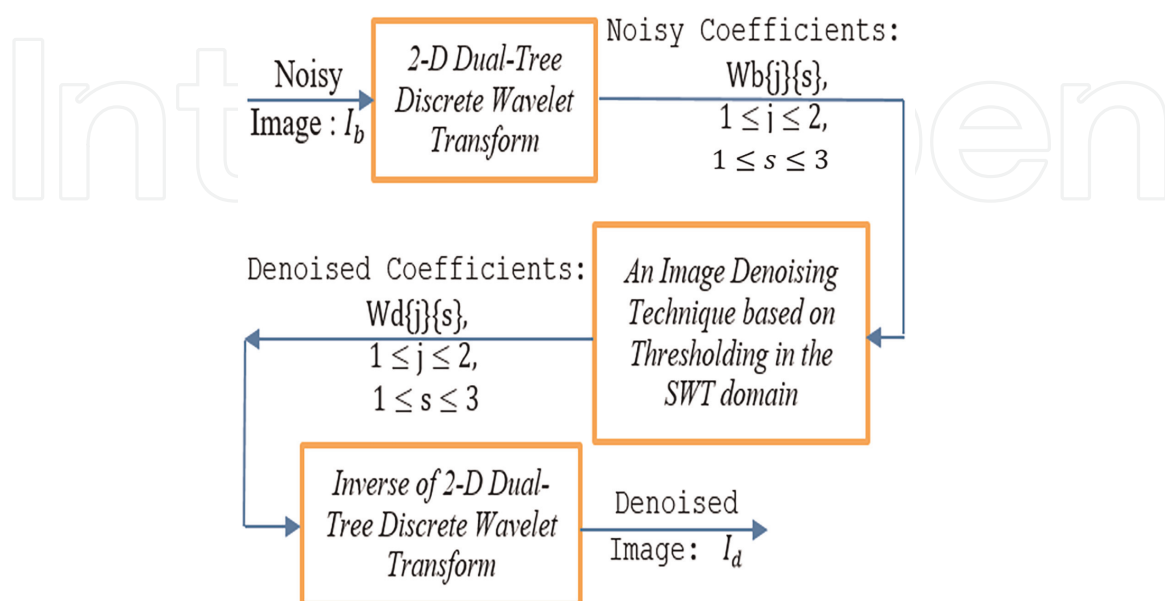 Noisy
Image : I_b
2-D Dual-Tree
Discrete Wavelet
Transform
Noisy Coefficients:
Wb{j}{s},
1 ≤ j ≤ 2,
1 ≤ s ≤ 3
An Image Denoising
Technique based on
Thresholding in the
SWT domain
Denoised Coefficients:
Wd{j}{s},
1 ≤ j ≤ 2,
1 ≤ s ≤ 3
Inverse of 2-D Dual-
Tree Discrete Wavelet
Transform
Denoised
Image: I_d